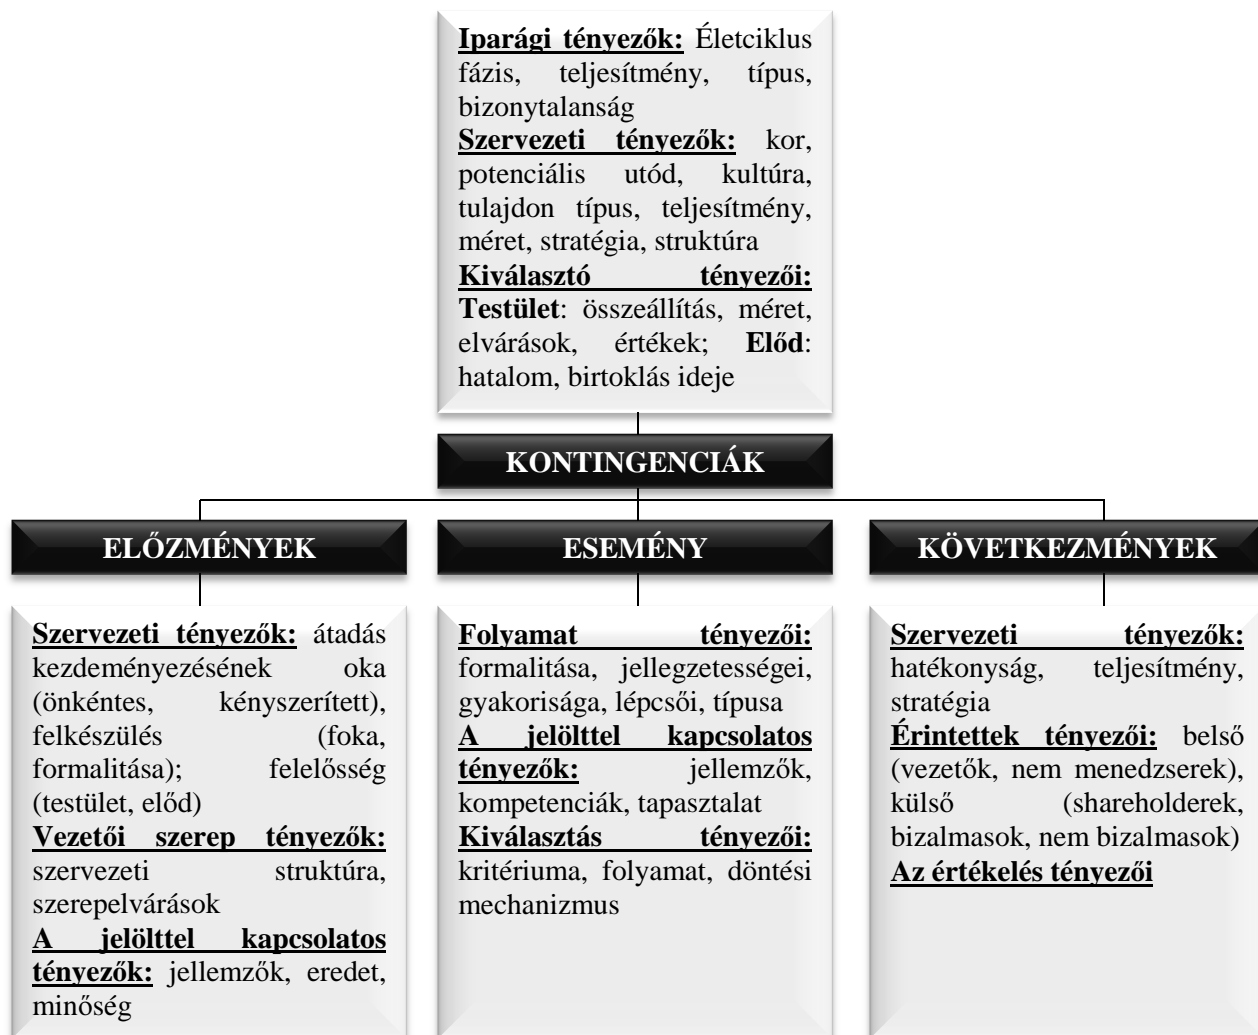 Iparági tényezők: Életciklus
fázis, teljesítmény, típus,
bizonytalanság
Szervezeti tényezők: kor,
potenciális utód, kultúra,
tulajdon típus, teljesítmény,
méret, stratégia, struktúra
Kiválasztó tényezői:
Testület: összeállítás, méret,
elvárások, értékek; Előd:
hatalom, birtoklás ideje
KONTINGENCIÁK
ELŐZMÉNYEK
Szervezeti tényezők: átadás
kezdeményezésének oka
(önkéntes, kényszerített),
felkészülés (foka,
formalitása); felelősség
(testület, előd)
Vezetői szerep tényezők:
szervezeti struktúra,
szerepelvárások
A jelölttel kapcsolatos
tényezők: jellemzők, eredet,
minőség
ESEMÉNY
Folyamat tényezői:
formalitása, jellegzetességei,
gyakorisága, lépcsői, típusa
A jelölttel kapcsolatos
tényezők: jellemzők,
kompetenciák, tapasztalat
Kiválasztás tényezői:
kritériuma, folyamat, döntési
mechanizmus
KÖVETKEZMÉNYEK
Szervezeti tényezők:
hatékonyság, teljesítmény,
stratégia
Érintettek tényezői: belső
(vezetők, nem menedzserek),
külső (shareholderek,
bizalmasok, nem bizalmasok)
Az értékelés tényezői